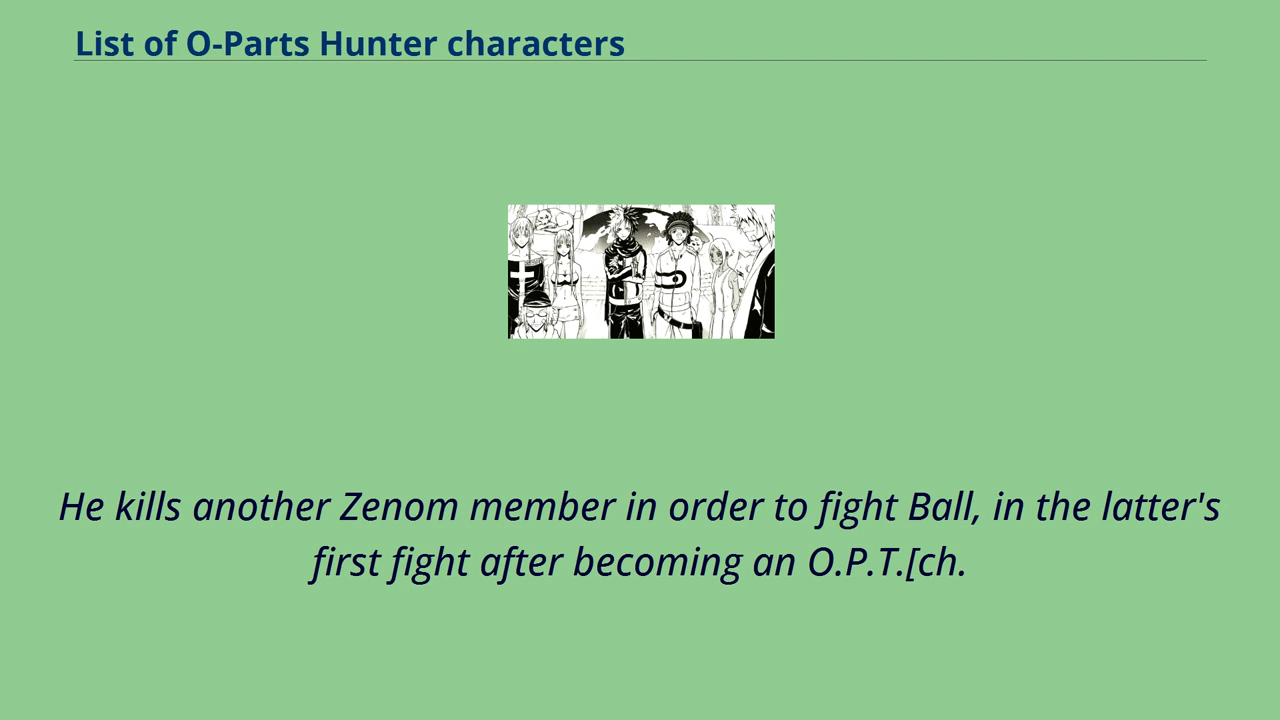 List of O-Parts Hunter characters
He kills another Zenom member in order to fight Ball, in the latter's
first fight after becoming an O.P.T.[ch.